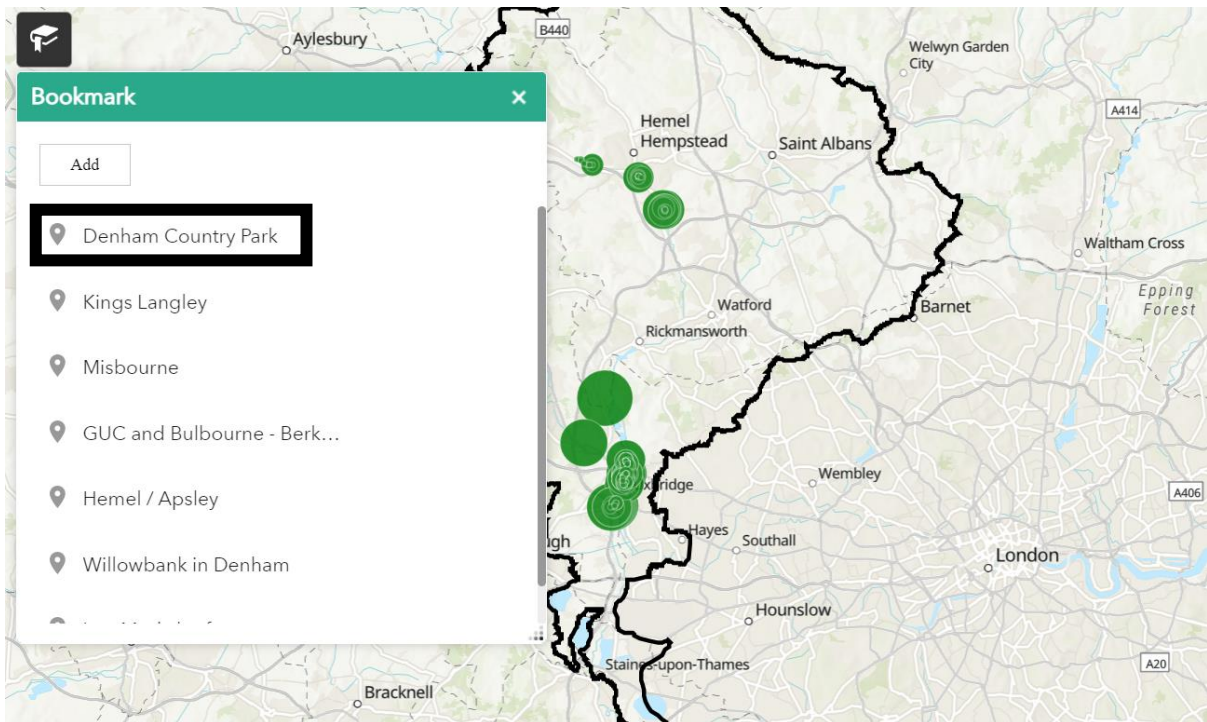 Aylesbury
B440
Welwyn Garden
City
Bookmark
×
A414
Hemel
Hempstead
Saint Albans
Add
Denham Country Park
Waltham Cross
Kings Langley
Epping
Forest
Watford
Barnet
Rickmansworth
Misbourne
GUC and Bulbourne - Berk...
Wembley
Hemel / Apsley
A406
Hayes
Southall
London
Willowbank in Denham
Hounslow
Staines-upon-Thames
A20
Bracknell